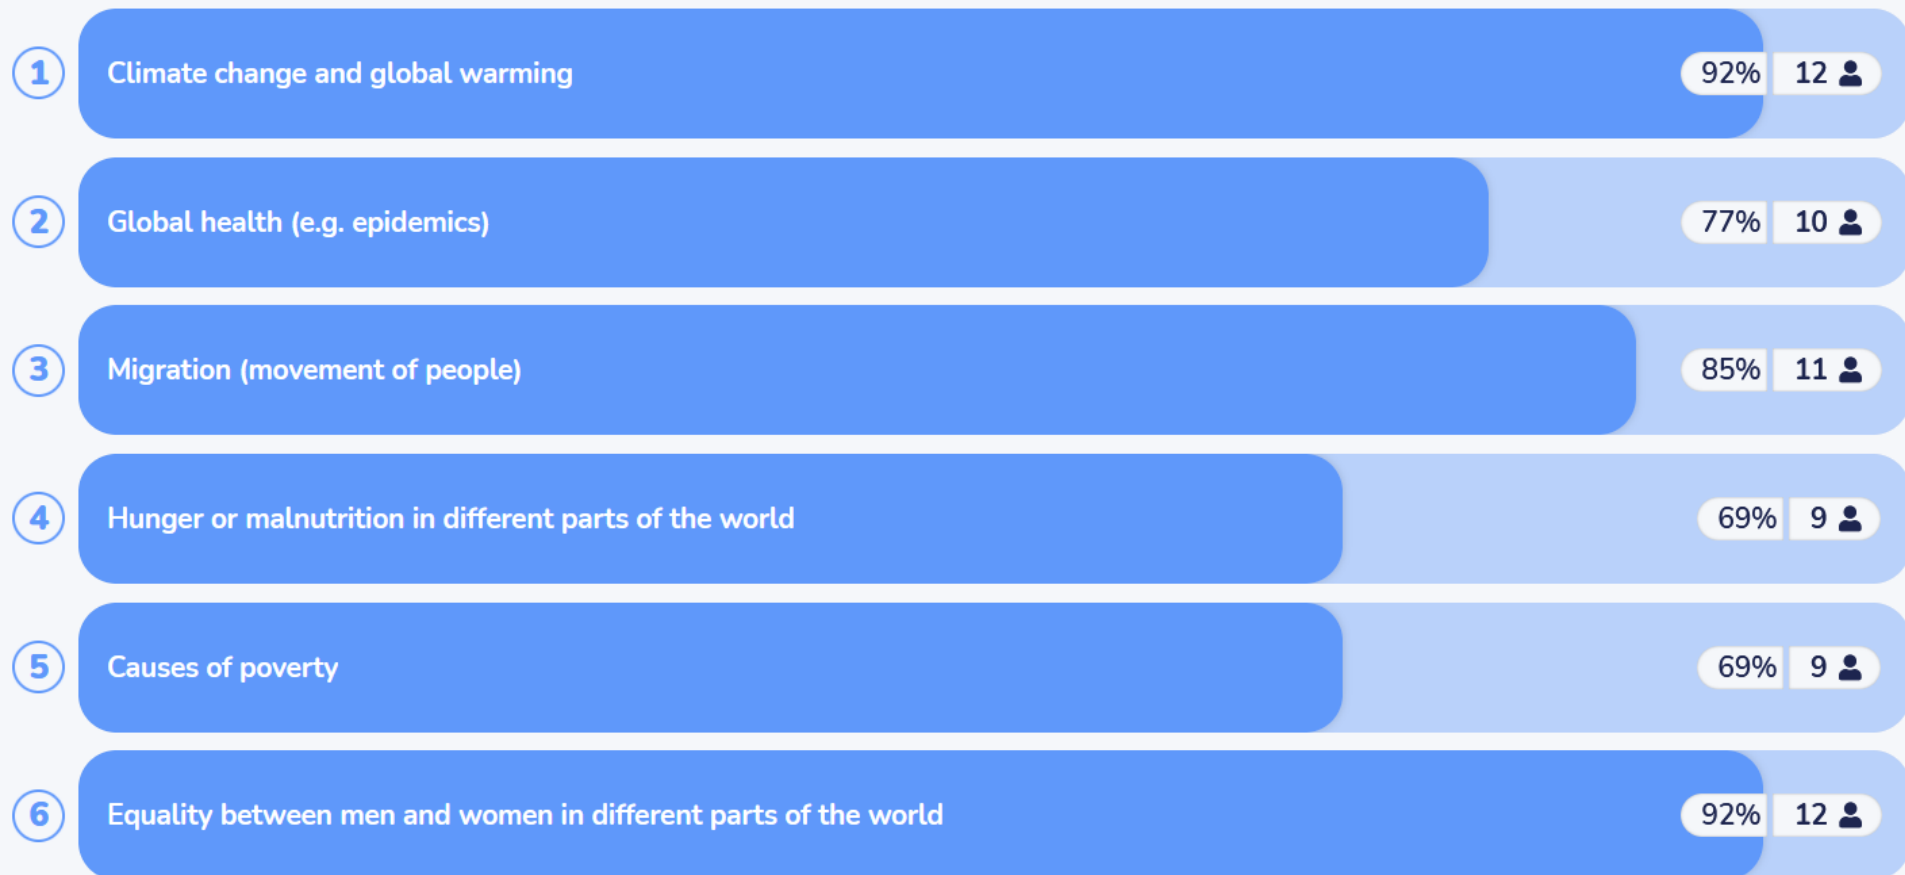 1 Climate change and global warming 92% 12
2 Global health (e.g. epidemics) 77% 10
3 Migration (movement of people) 85% 11
4 Hunger or malnutrition in different parts of the world 69% 9
5 Causes of poverty 69% 9
6 Equality between men and women in different parts of the world 92% 12